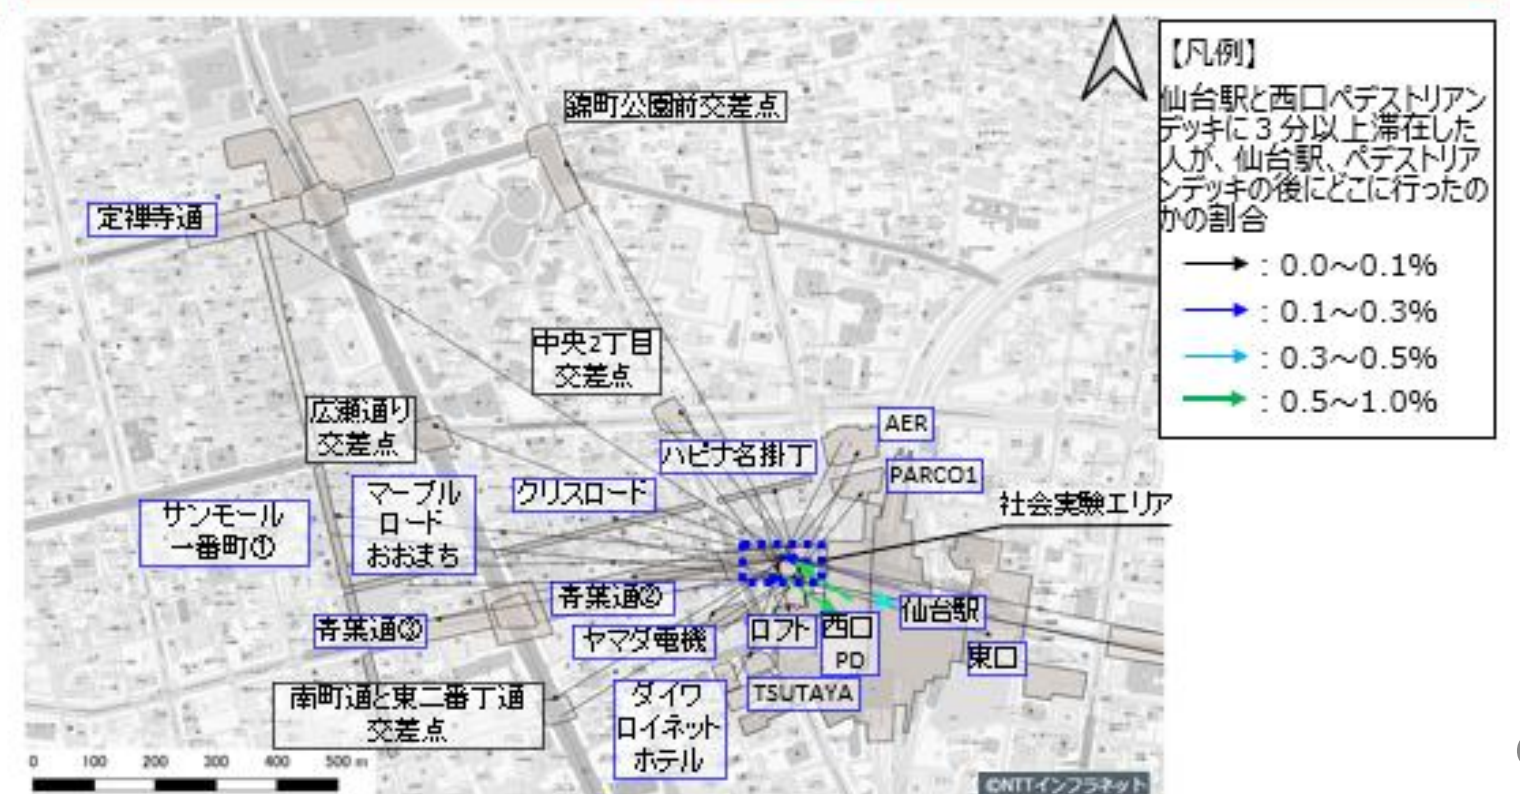 錦町公園前交差点
定禅寺通
中央2丁目
交差点
広瀬通り
交差点
AER
ハピナ名掛丁
PARCO1
マーブル
ロード
おおまち
クリスロード
社会実験エリア
サンモール
一番町①
青葉通②
青葉通③
ヤマダ電機
ロフト
西口
PD
仙台駅
東口
TSUTAYA
ダイワ
ロイネット
ホテル
南町通と東二番丁通
交差点
0 100 200 300 400 500 m
©NTTインフラネット
【凡例】
仙台駅と西口ペデストリアン
デッキに3分以上滞在した
人が、仙台駅、ペデストリア
ンデッキの後にどこに行ったの
かの割合
: 0.0~0.1%
: 0.1~0.3%
: 0.3~0.5%
: 0.5~1.0%